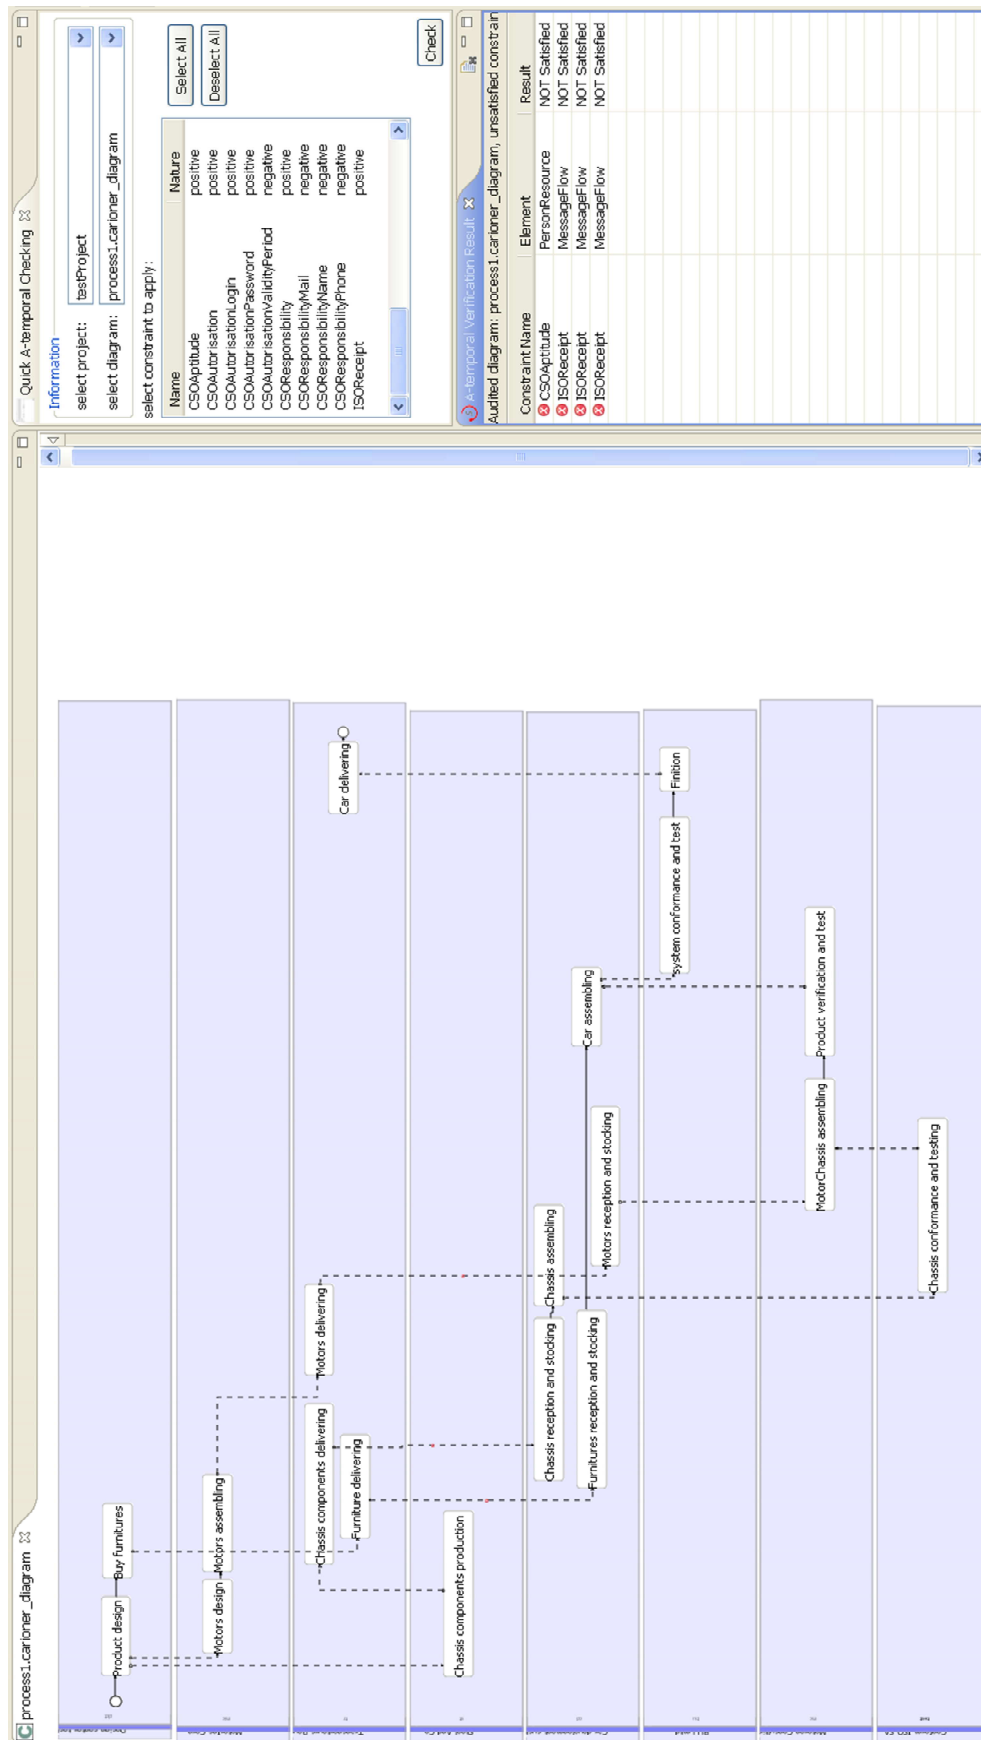 process1.carioner_diagram
Product design
Buy furnitures
Motors design
Motors assembling
Chassis components delivering
Motors delivering
Furniture delivering
Car delivering
Chassis components production
Chassis reception and stocking
Chassis assembling
Furnitures reception and stocking
Car assembling
Motors reception and stocking
system conformance and test
Finition
MotorChassis assembling
Product verification and test
Chassis conformance and testing
Quick A-temporal Checking
Information
select project: testProject
select diagram: process1.carioner_diagram
select constraint to apply:
Name Nature
CSOAptitude positive
CSOAutorisation positive
CSOAutorisationLogin positive
CSOAutorisationPassword positive
CSOAutorisationValidityPeriod negative
CSOResponsibility positive
CSOResponsibilityMail negative
CSOResponsibilityName negative
CSOResponsibilityPhone negative
ISOReceipt positive
Select All
Deselect All
Check
A-temporal Verification Result
Audited diagram: process1.carioner_diagram, unsatisfied constrain
Constraint Name Element Result
CSOAptitude PersonResource NOT Satisfied
ISOReceipt MessageFlow NOT Satisfied
ISOReceipt MessageFlow NOT Satisfied
ISOReceipt MessageFlow NOT Satisfied